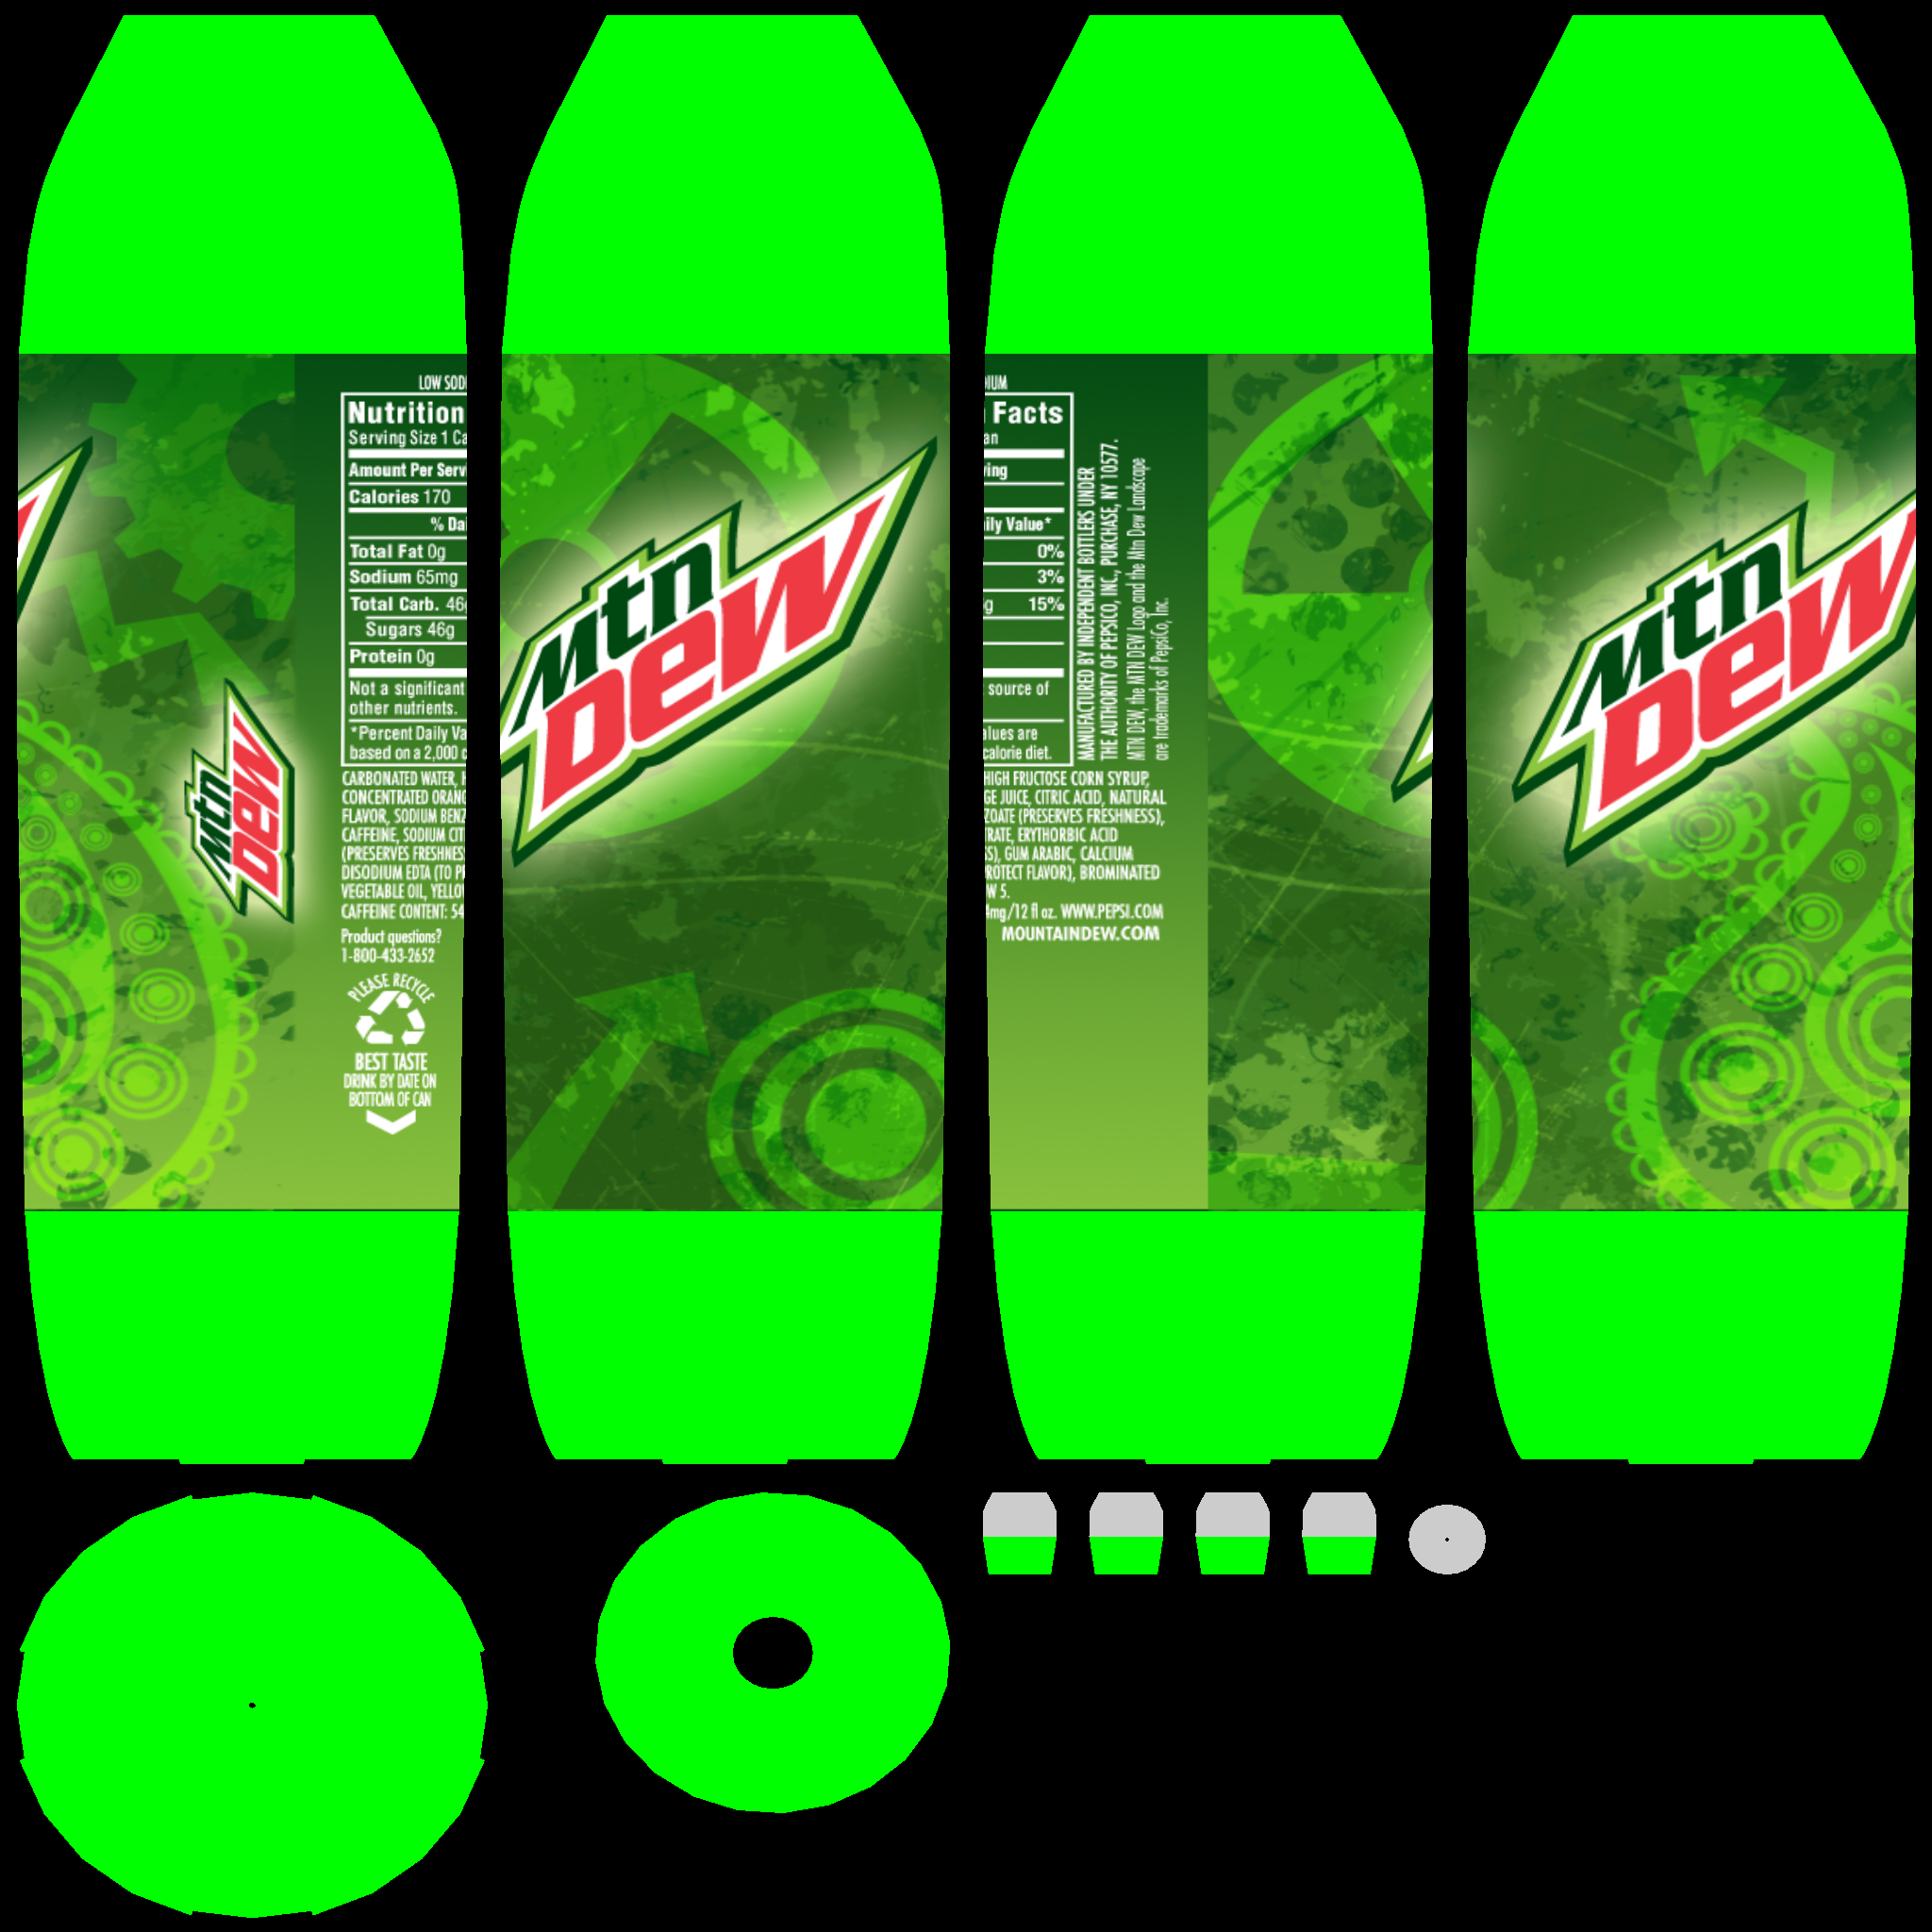 LOW SODI
Nutrition
Serving Size 1 Ca
Amount Per Serv
Calories 170
% Da
Total Fat 0g
Sodium 65mg
Total Carb. 46g
Sugars 46g
Protein 0g
Not a significant
other nutrients.
*Percent Daily Va
based on a 2,000 c
CARBONATED WATER, H
CONCENTRATED ORANG
FLAVOR, SODIUM BENZ
CAFFEINE, SODIUM CIT
(PRESERVES FRESHNESS
DISODIUM EDTA (TO PR
VEGETABLE OIL, YELLOW
CAFFEINE CONTENT: 54
Product questions?
1-800-433-2652
PLEASE RECYCLE
BEST TASTE
DRINK BY DATE ON
BOTTOM OF CAN
Mtn
Dew
Mtn
Dew
DIUM
Facts
an
ving
ily Value*
0%
3%
g 15%
source of
alues are
calorie diet.
MANUFACTURED BY INDEPENDENT BOTTLERS UNDER
THE AUTHORITY OF PEPSICO, INC., PURCHASE, NY 10577.
MTN DEW, the MTN DEW Logo and the Mtn Dew Landscape
are trademarks of PepsiCo, Inc.
HIGH FRUCTOSE CORN SYRUP,
GE JUICE, CITRIC ACID, NATURAL
ZOATE (PRESERVES FRESHNESS),
TRATE, ERYTHORBIC ACID
SS), GUM ARABIC, CALCIUM
ROTECT FLAVOR), BROMINATED
W 5.
4mg/12 fl oz. WWW.PEPSI.COM
MOUNTAINDEW.COM
Mtn
Dew